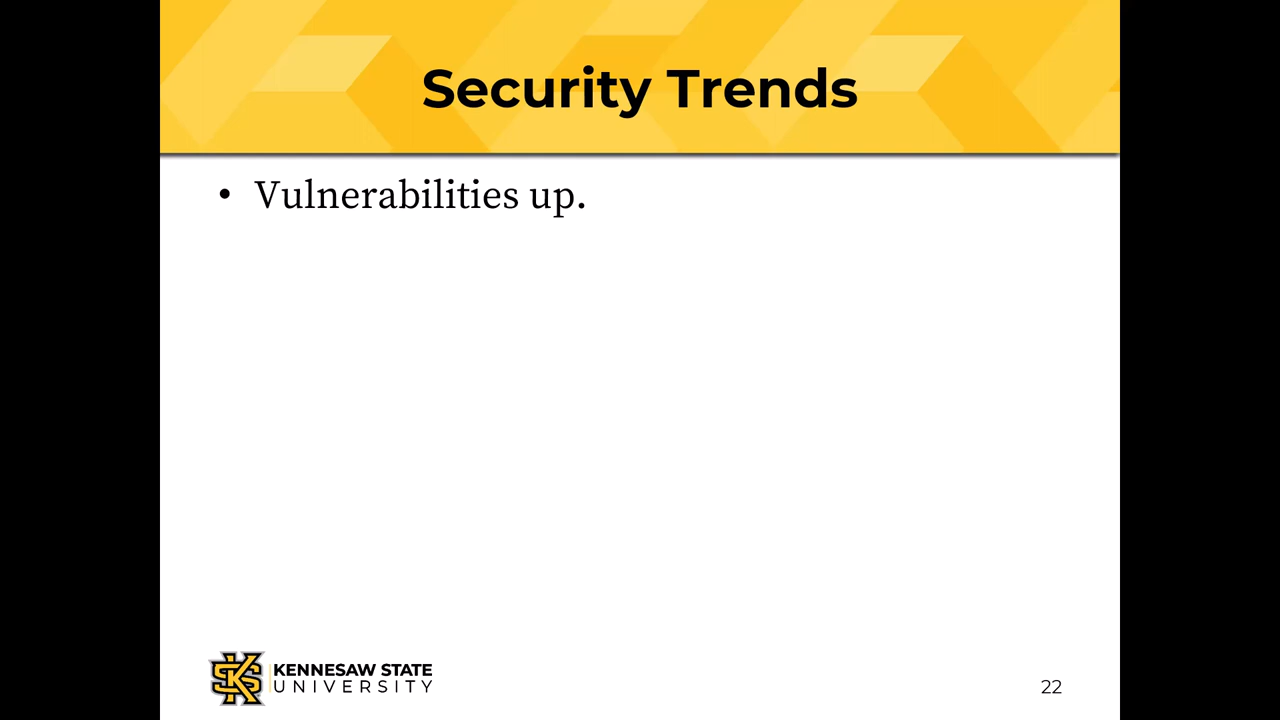 Security Trends
• Vulnerabilities up.
KENNESAW STATE
UNIVERSITY
22